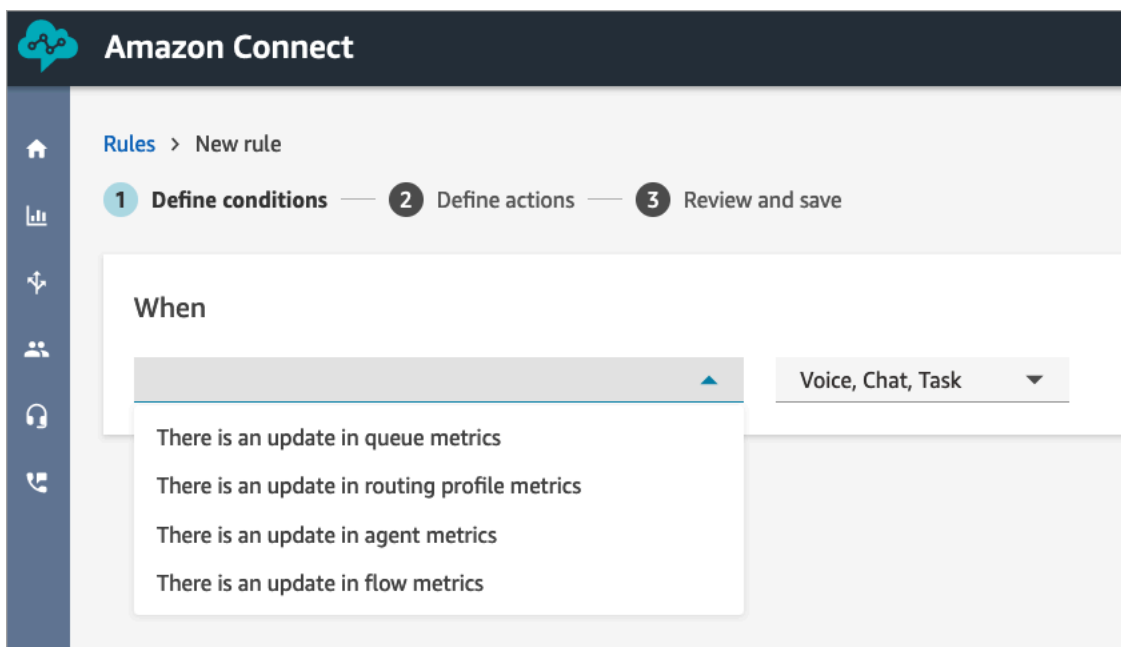 Amazon Connect
Rules > New rule
1 Define conditions 2 Define actions 3 Review and save
When
Voice, Chat, Task
There is an update in queue metrics
There is an update in routing profile metrics
There is an update in agent metrics
There is an update in flow metrics